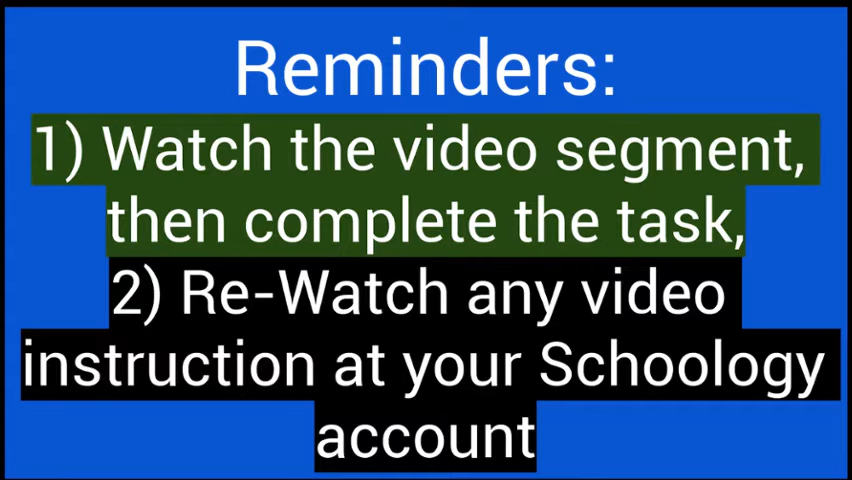 Reminders:
1) Watch the video segment,
then complete the task,
2) Re-Watch any video
instruction at your Schoology
account